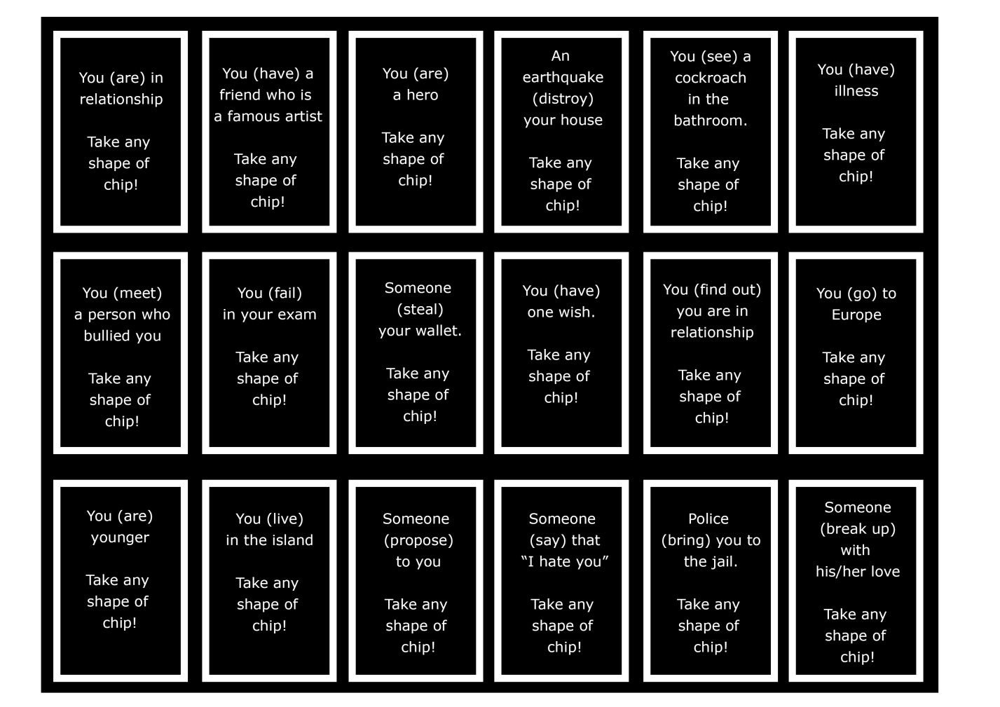 You (are) in
relationship
Take any
shape of
chip!
You (have) a
friend who is
a famous artist
Take any
shape of
chip!
You (are)
a hero
Take any
shape of
chip!
An
earthquake
(distroy)
your house
Take any
shape of
chip!
You (see) a
cockroach
in the
bathroom.
Take any
shape of
chip!
You (have)
illness
Take any
shape of
chip!
You (meet)
a person who
bullied you
Take any
shape of
chip!
You (fail)
in your exam
Take any
shape of
chip!
Someone
(steal)
your wallet.
Take any
shape of
chip!
You (have)
one wish.
Take any
shape of
chip!
You (find out)
you are in
relationship
Take any
shape of
chip!
You (go) to
Europe
Take any
shape of
chip!
You (are)
younger
Take any
shape of
chip!
You (live)
in the island
Take any
shape of
chip!
Someone
(propose)
to you
Take any
shape of
chip!
Someone
(say) that
“I hate you”
Take any
shape of
chip!
Police
(bring) you to
the jail.
Take any
shape of
chip!
Someone
(break up)
with
his/her love
Take any
shape of
chip!